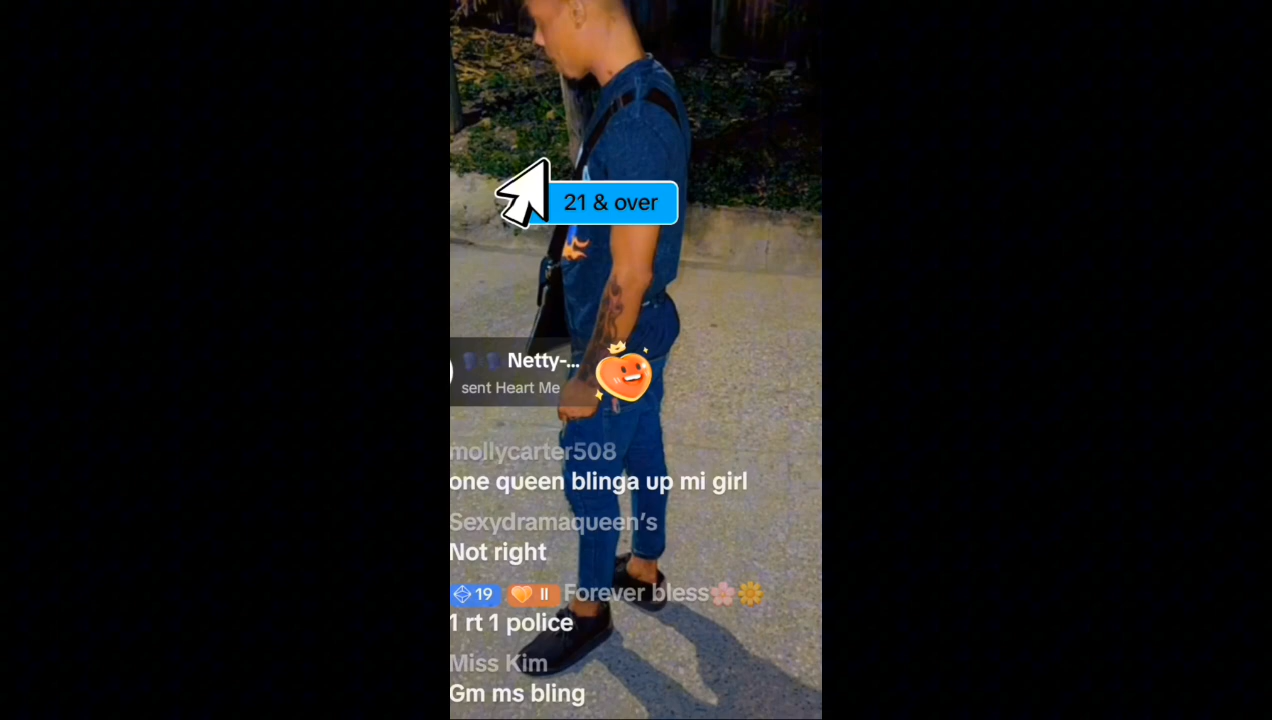 21 & over
Netty-...
sent Heart Me
mollycarter508
one queen blinga up mi girl
Sexydramaqueen’s
Not right
19 II Forever bless🌸🌼
1 rt 1 police
Miss Kim
Gm ms bling